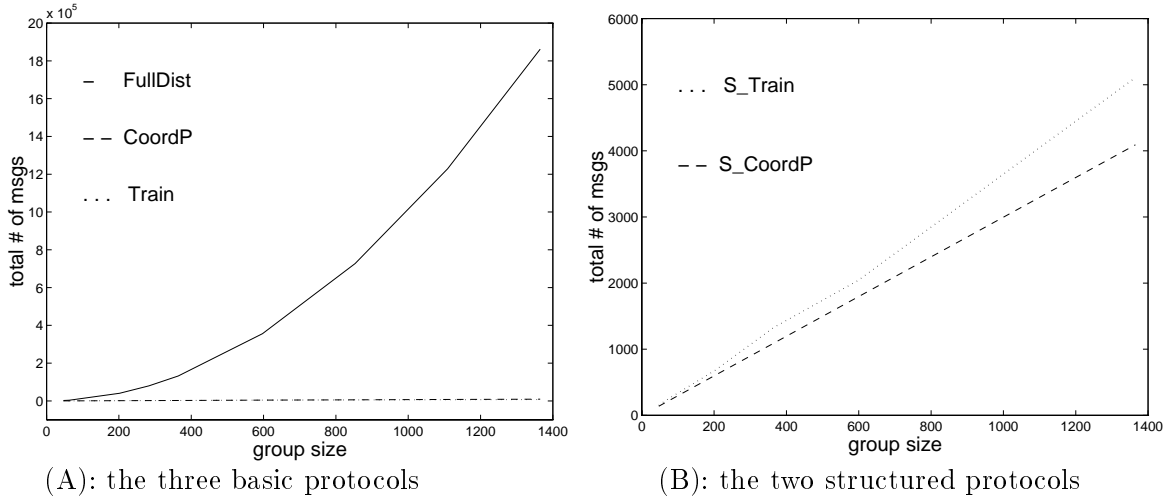 x 10⁵
20
18
16
14
12
10
8
6
4
2
0
total # of msgs
FullDist
CoordP
Train
0 200 400 600 800 1000 1200 1400
group size
(A): the three basic protocols
6000
5000
4000
3000
2000
1000
0
total # of msgs
S_Train
S_CoordP
0 200 400 600 800 1000 1200 1400
group size
(B): the two structured protocols